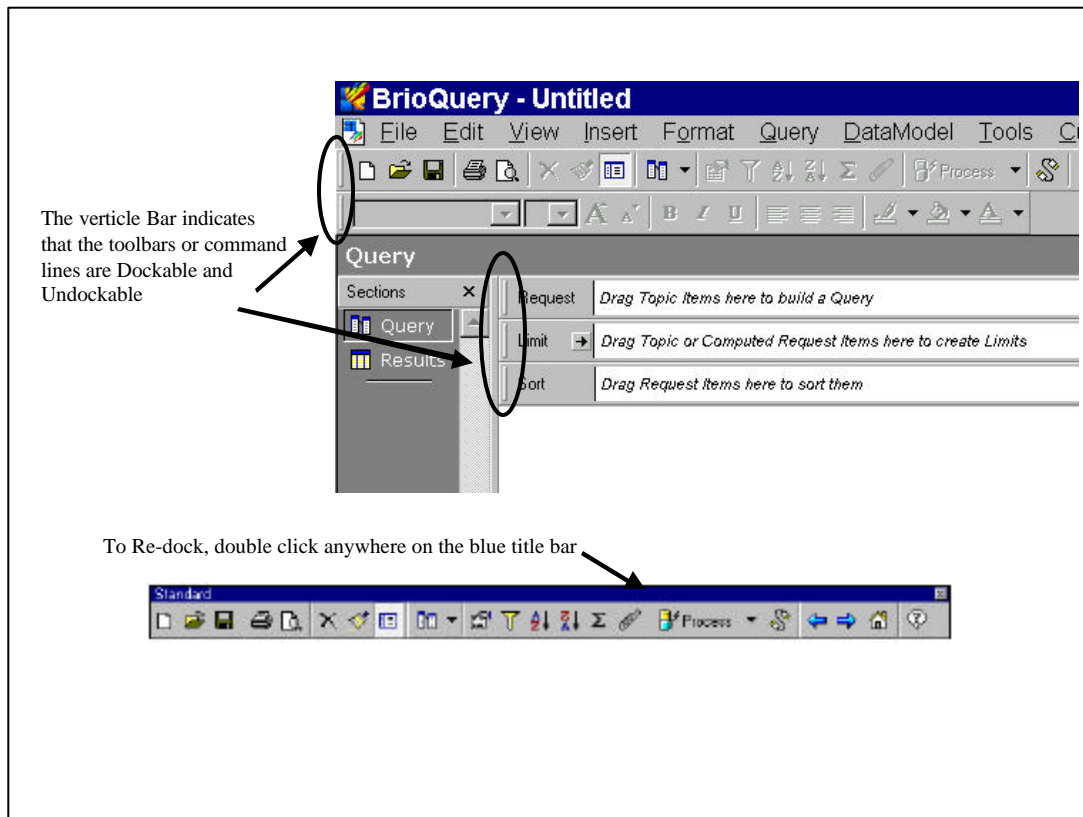 BrioQuery - Untitled
File Edit View Insert Format Query DataModel Tools
Process
B I U
The verticle Bar indicates
that the toolbars or command
lines are Dockable and
Undockable
Query
Sections
Query
Results
Request Drag Topic Items here to build a Query
Limit Drag Topic or Computed Request Items here to create Limits
Sort Drag Request Items here to sort them
To Re-dock, double click anywhere on the blue title bar
Standard
Process